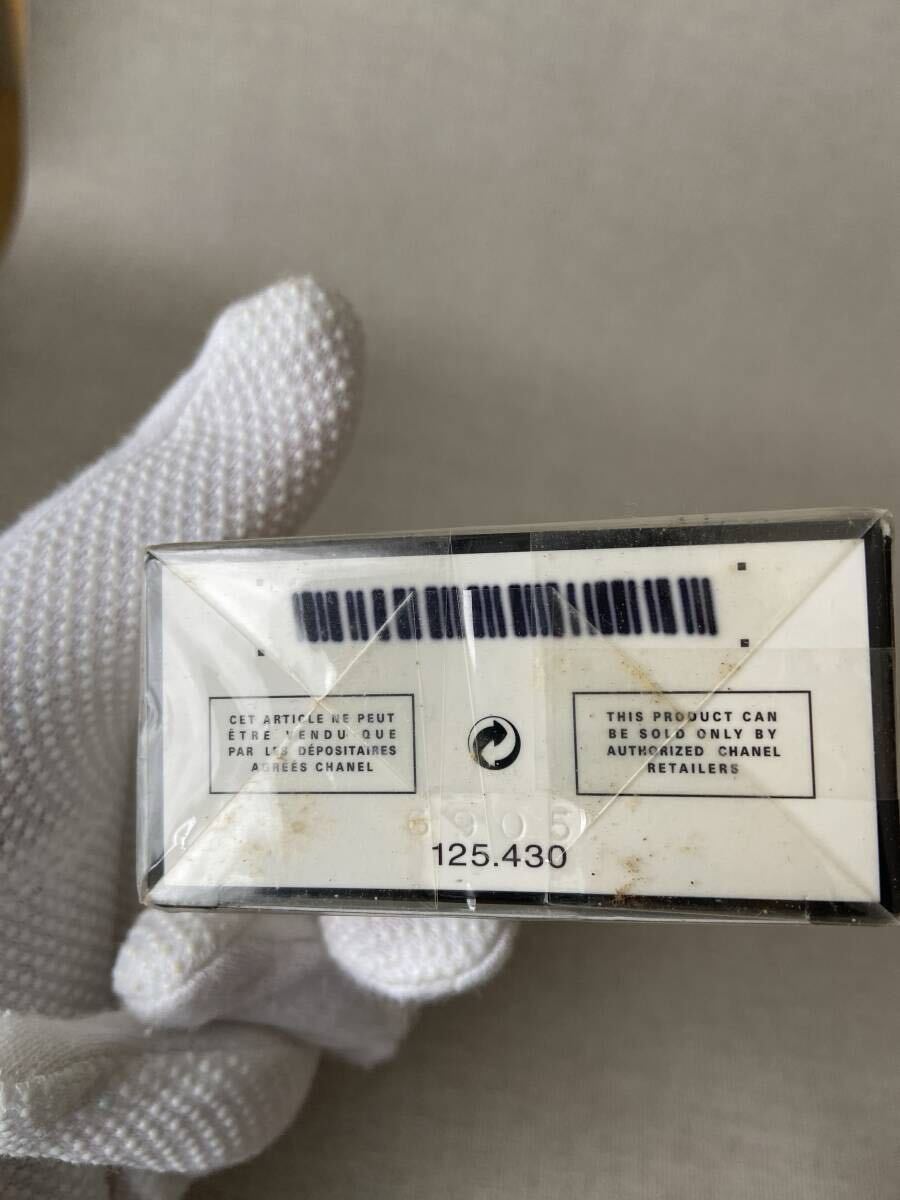 CET ARTICLE NE PEUT
ÊTRE VENDU QUE
PAR LES DÉPOSITAIRES
AGRÉÉS CHANEL
THIS PRODUCT CAN
BE SOLD ONLY BY
AUTHORIZED CHANEL
RETAILERS
6905
125.430